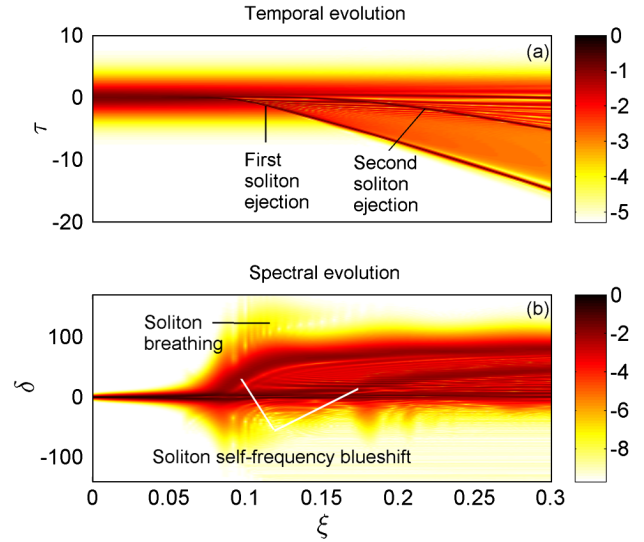 Temporal evolution
(a)
10
0
-10
-20
τ
First
soliton
ejection
Second
soliton
ejection
0
-1
-2
-3
-4
-5
Spectral evolution
(b)
100
0
-100
δ
Soliton
breathing
Soliton self-frequency blueshift
0
-2
-4
-6
-8
0 0.05 0.1 0.15 0.2 0.25 0.3
ξ